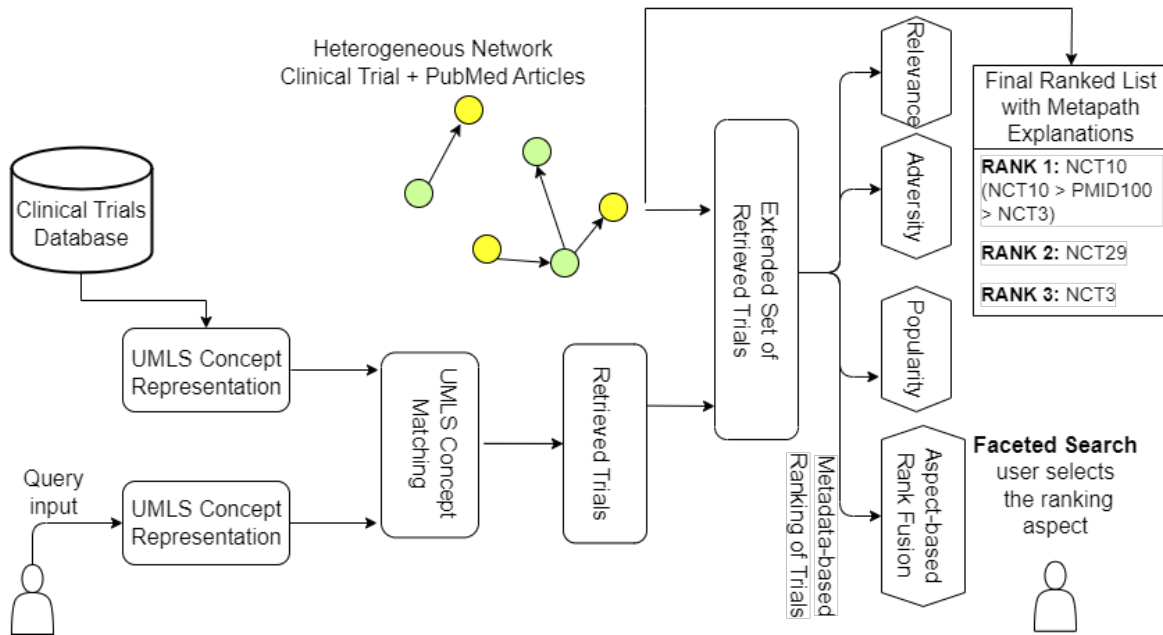 Heterogeneous Network
Clinical Trial + PubMed Articles
Clinical Trials
Database
UMLS Concept
Representation
Query
input
UMLS Concept
Representation
UMLS Concept
Matching
Retrieved Trials
Extended Set of
Retrieved Trials
Metadata-based
Ranking of Trials
Relevance
Adversity
Popularity
Aspect-based
Rank Fusion
Final Ranked List
with Metapath
Explanations
RANK 1: NCT10
(NCT10 > PMID100
> NCT3)
RANK 2: NCT29
RANK 3: NCT3
Faceted Search
user selects
the ranking
aspect